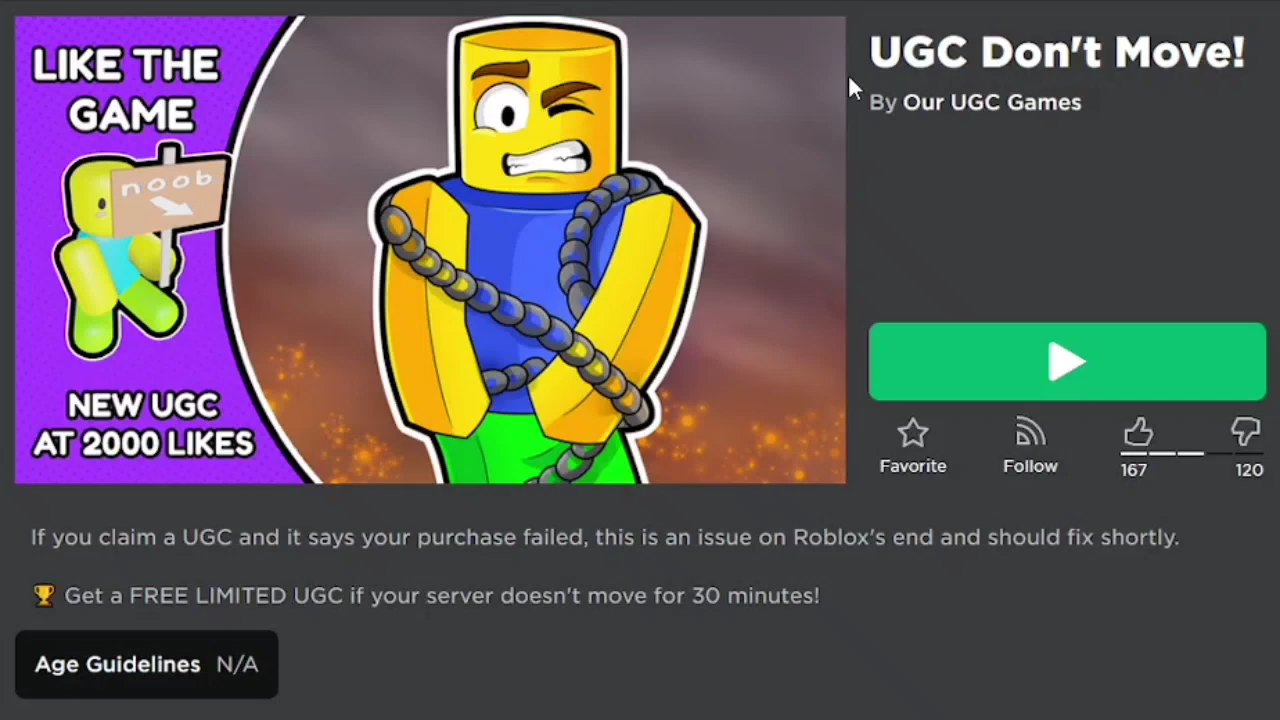 LIKE THE
GAME
noob
NEW UGC
AT 2000 LIKES
UGC Don't Move!
By Our UGC Games
Favorite
Follow
167
120
If you claim a UGC and it says your purchase failed, this is an issue on Roblox's end and should fix shortly.
🏆 Get a FREE LIMITED UGC if your server doesn't move for 30 minutes!
Age Guidelines N/A